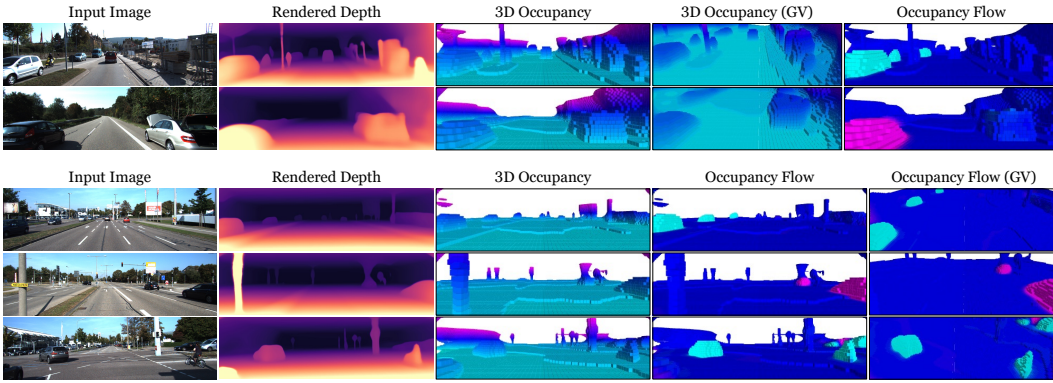 Input Image Rendered Depth 3D Occupancy 3D Occupancy (GV) Occupancy Flow
Input Image Rendered Depth 3D Occupancy Occupancy Flow Occupancy Flow (GV)